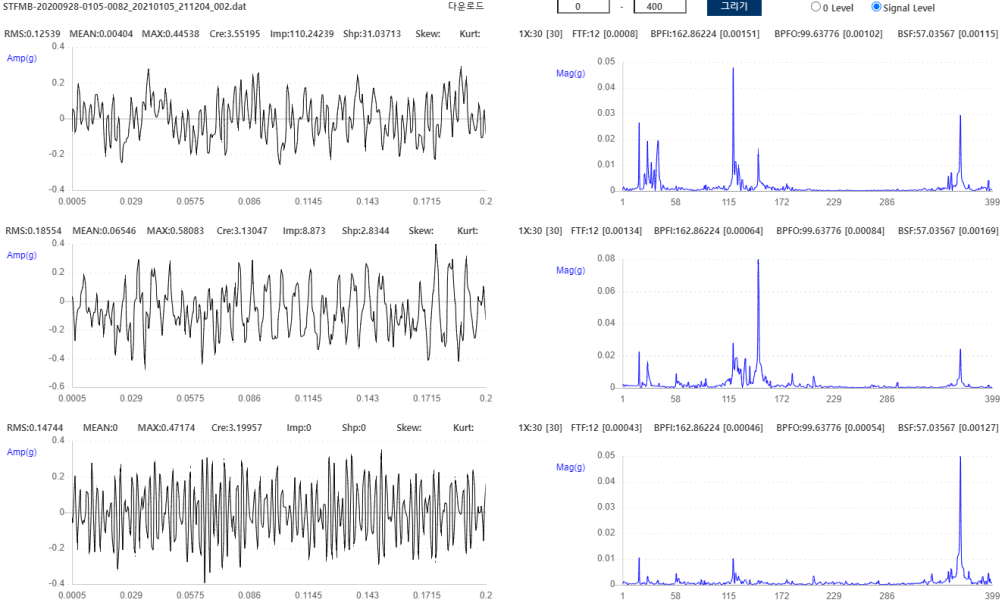 STFMB-20200928-0105-0082_20210105_211204_002.dat 다운로드 0 - 400 그리기 0 Level Signal Level
RMS:0.12539 MEAN:0.00404 MAX:0.44538 Cre:3.55195 Imp:110.24239 Shp:31.03713 Skew: Kurt: 1X:30 [30] FTF:12 [0.0008] BPFI:162.86224 [0.00151] BPFO:99.63776 [0.00102] BSF:57.03567 [0.00115]
Amp(g)
0.4
0.2
0
-0.2
-0.4
0.0005 0.029 0.0575 0.086 0.1145 0.143 0.1715 0.2
Mag(g)
0.05
0.04
0.03
0.02
0.01
0
1 58 115 172 229 286 399
RMS:0.18554 MEAN:0.06546 MAX:0.58083 Cre:3.13047 Imp:8.873 Shp:2.8344 Skew: Kurt: 1X:30 [30] FTF:12 [0.00134] BPFI:162.86224 [0.00064] BPFO:99.63776 [0.00084] BSF:57.03567 [0.00169]
Amp(g)
0.4
0.2
0
-0.2
-0.4
-0.6
0.0005 0.029 0.0575 0.086 0.1145 0.143 0.1715 0.2
Mag(g)
0.08
0.06
0.04
0.02
0
1 58 115 172 229 286 399
RMS:0.14744 MEAN:0 MAX:0.47174 Cre:3.19957 Imp:0 Shp:0 Skew: Kurt: 1X:30 [30] FTF:12 [0.00043] BPFI:162.86224 [0.00046] BPFO:99.63776 [0.00054] BSF:57.03567 [0.00127]
Amp(g)
0.4
0.2
0
-0.2
-0.4
0.0005 0.029 0.0575 0.086 0.1145 0.143 0.1715 0.2
Mag(g)
0.05
0.04
0.03
0.02
0.01
0
1 58 115 172 229 286 399